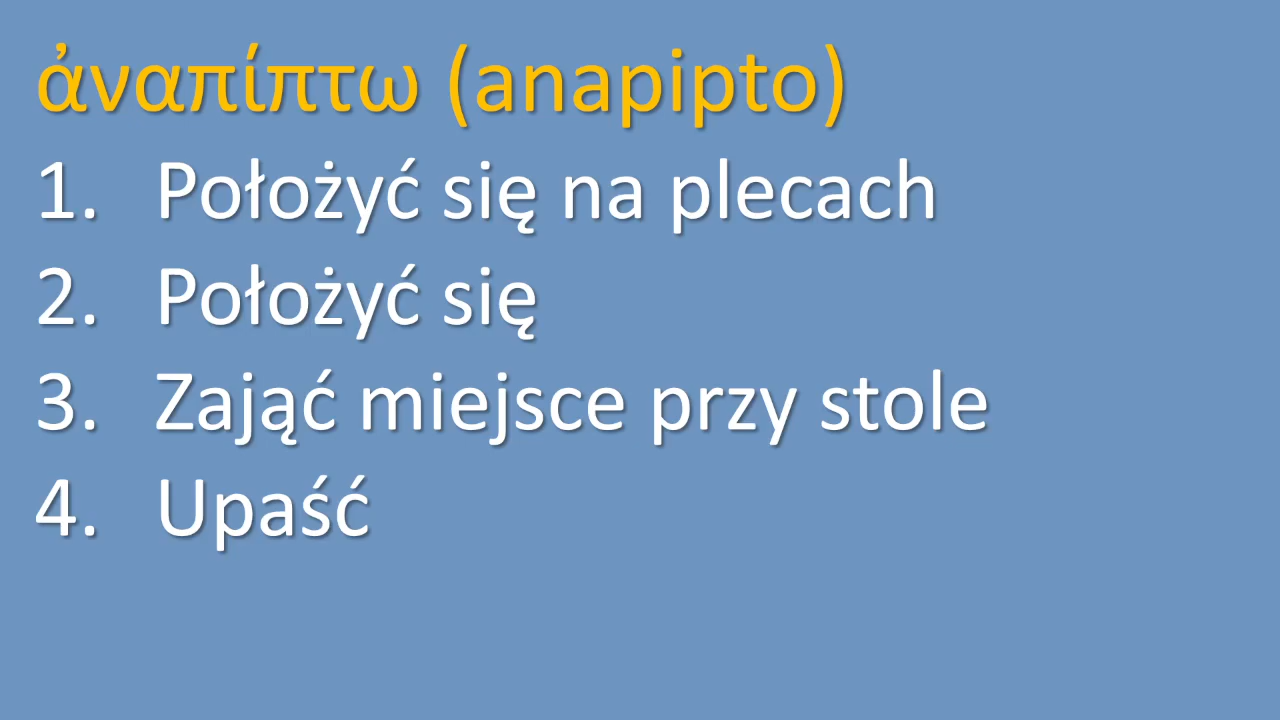 ἀναπίπτω (anapipto)
1. Położyć się na plecach
2. Położyć się
3. Zająć miejsce przy stole
4. Upaść